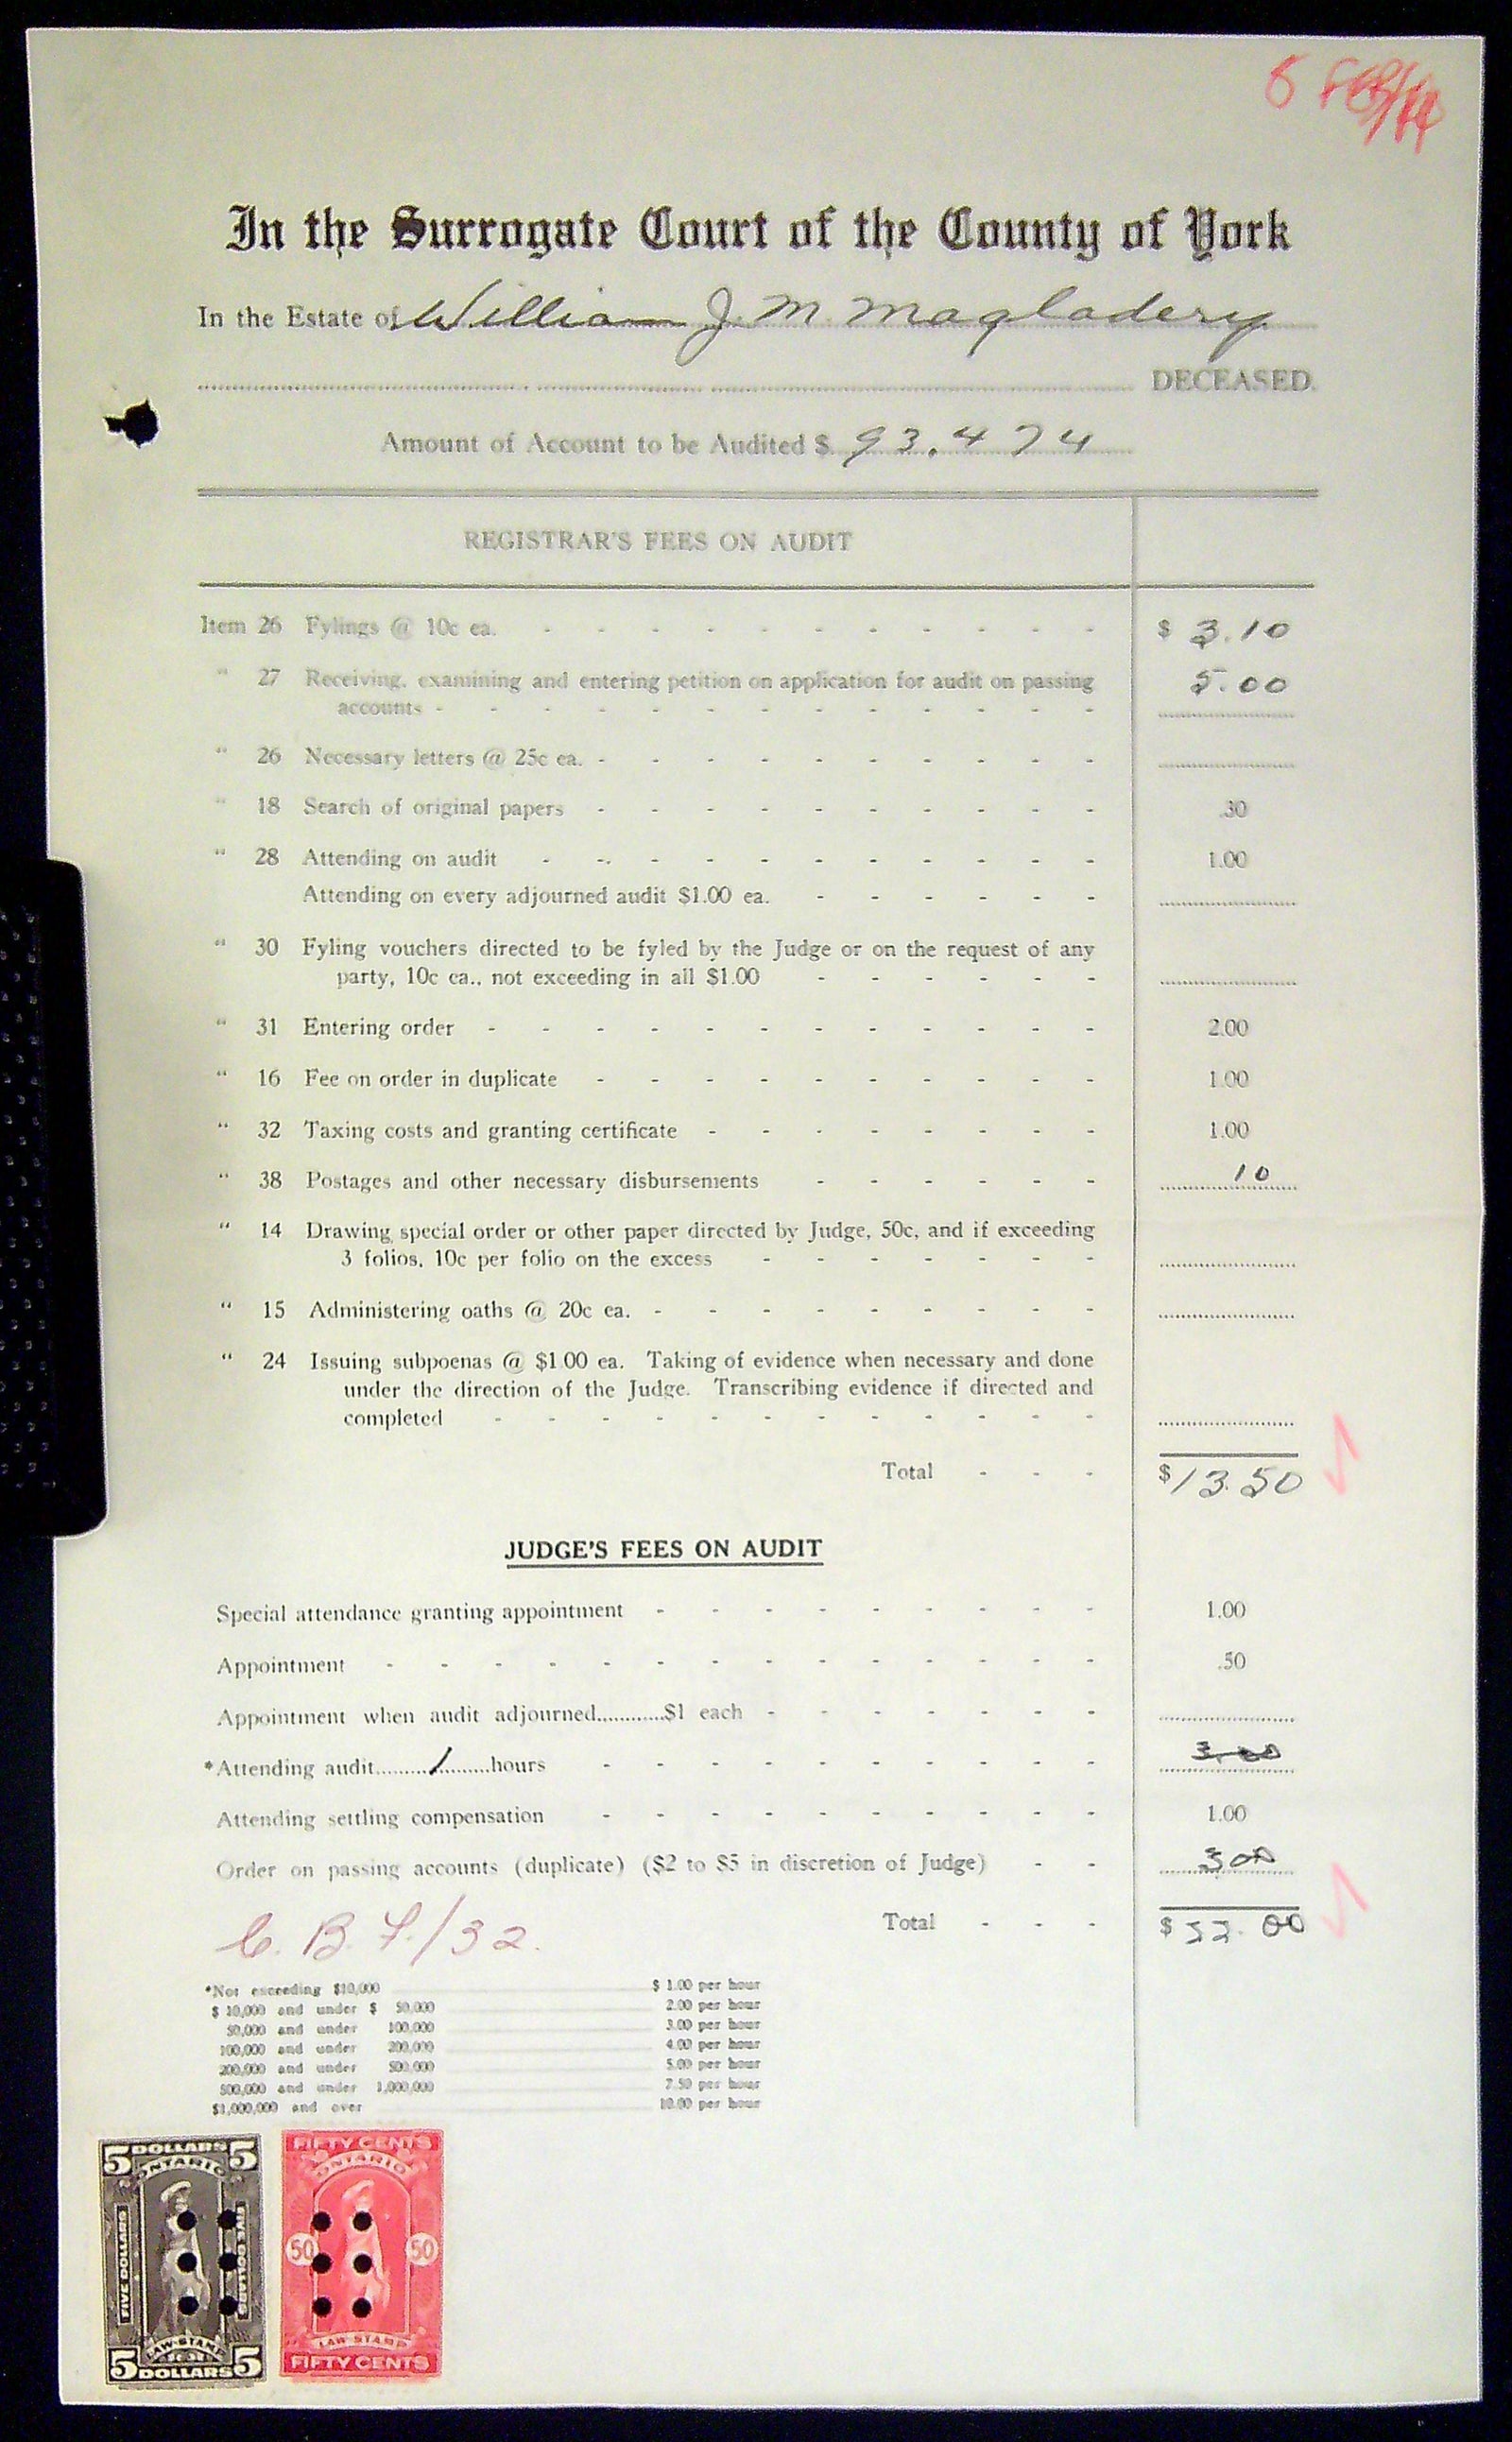 5 FEB/44
In the Surrogate Court of the County of York
In the Estate of William J. M. Magladery
DECEASED.
Amount of Account to be Audited $ 93,474
REGISTRAR'S FEES ON AUDIT
Item 26 Fylings @ 10c ea. - - - - - - - - - - - $ 3.10
" 27 Receiving, examining and entering petition on application for audit on passing 5.00
accounts - - - - - - - - - - - - -
" 26 Necessary letters @ 25c ea. - - - - - - - - - -
" 18 Search of original papers - - - - - - - - - - .30
" 28 Attending on audit - - - - - - - - - - - 1.00
Attending on every adjourned audit $1.00 ea. - - - - - -
" 30 Fyling vouchers directed to be fyled by the Judge or on the request of any
party, 10c ea., not exceeding in all $1.00 - - - - - -
" 31 Entering order - - - - - - - - - - - - 2.00
" 16 Fee on order in duplicate - - - - - - - - - - 1.00
" 32 Taxing costs and granting certificate - - - - - - - - 1.00
" 38 Postages and other necessary disbursements - - - - - - 10
" 14 Drawing special order or other paper directed by Judge, 50c, and if exceeding
3 folios, 10c per folio on the excess - - - - - - -
" 15 Administering oaths @ 20c ea. - - - - - - - - -
" 24 Issuing subpoenas @ $1.00 ea. Taking of evidence when necessary and done
under the direction of the Judge. Transcribing evidence if directed and
completed - - - - - - - - - - - -
Total - - - $13.50
JUDGE'S FEES ON AUDIT
Special attendance granting appointment - - - - - - - - - 1.00
Appointment - - - - - - - - - - - - - - .50
Appointment when audit adjourned............$1 each - - - - - - -
*Attending audit..........1..........hours - - - - - - - - - - 3.00
Attending settling compensation - - - - - - - - - - 1.00
Order on passing accounts (duplicate) ($2 to $5 in discretion of Judge) - - 300
C. B. F./32.
Total - - - $
*Not exceeding $10,000 $ 1.00 per hour
$ 10,000 and under $ 50,000 2.00 per hour
50,000 and under 100,000 3.00 per hour
100,000 and under 200,000 4.00 per hour
200,000 and under 500,000 5.00 per hour
500,000 and under 1,000,000 7.50 per hour
$1,000,000 and over 10.00 per hour
5 DOLLARS 5
ONTARIO
FIVE DOLLARS
FIVE DOLLARS
LAW STAMP
5 DOLLARS 5
FIFTY CENTS
ONTARIO
50 50
LAW STAMP
FIFTY CENTS